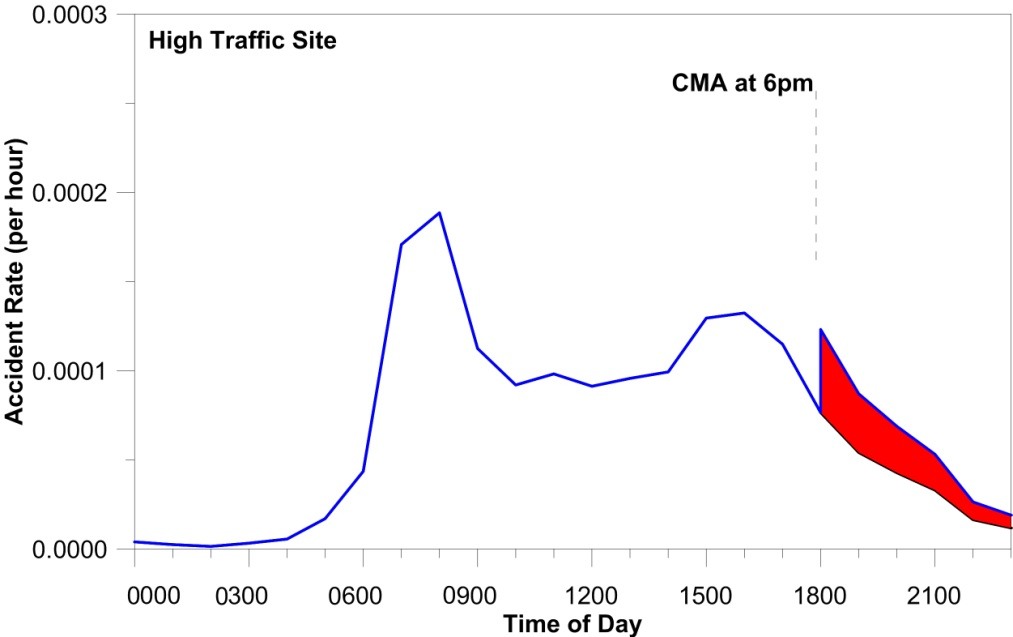 0.0003
High Traffic Site
CMA at 6pm
0.0002
Accident Rate (per hour)
0.0001
0.0000
0000 0300 0600 0900 1200 1500 1800 2100
Time of Day